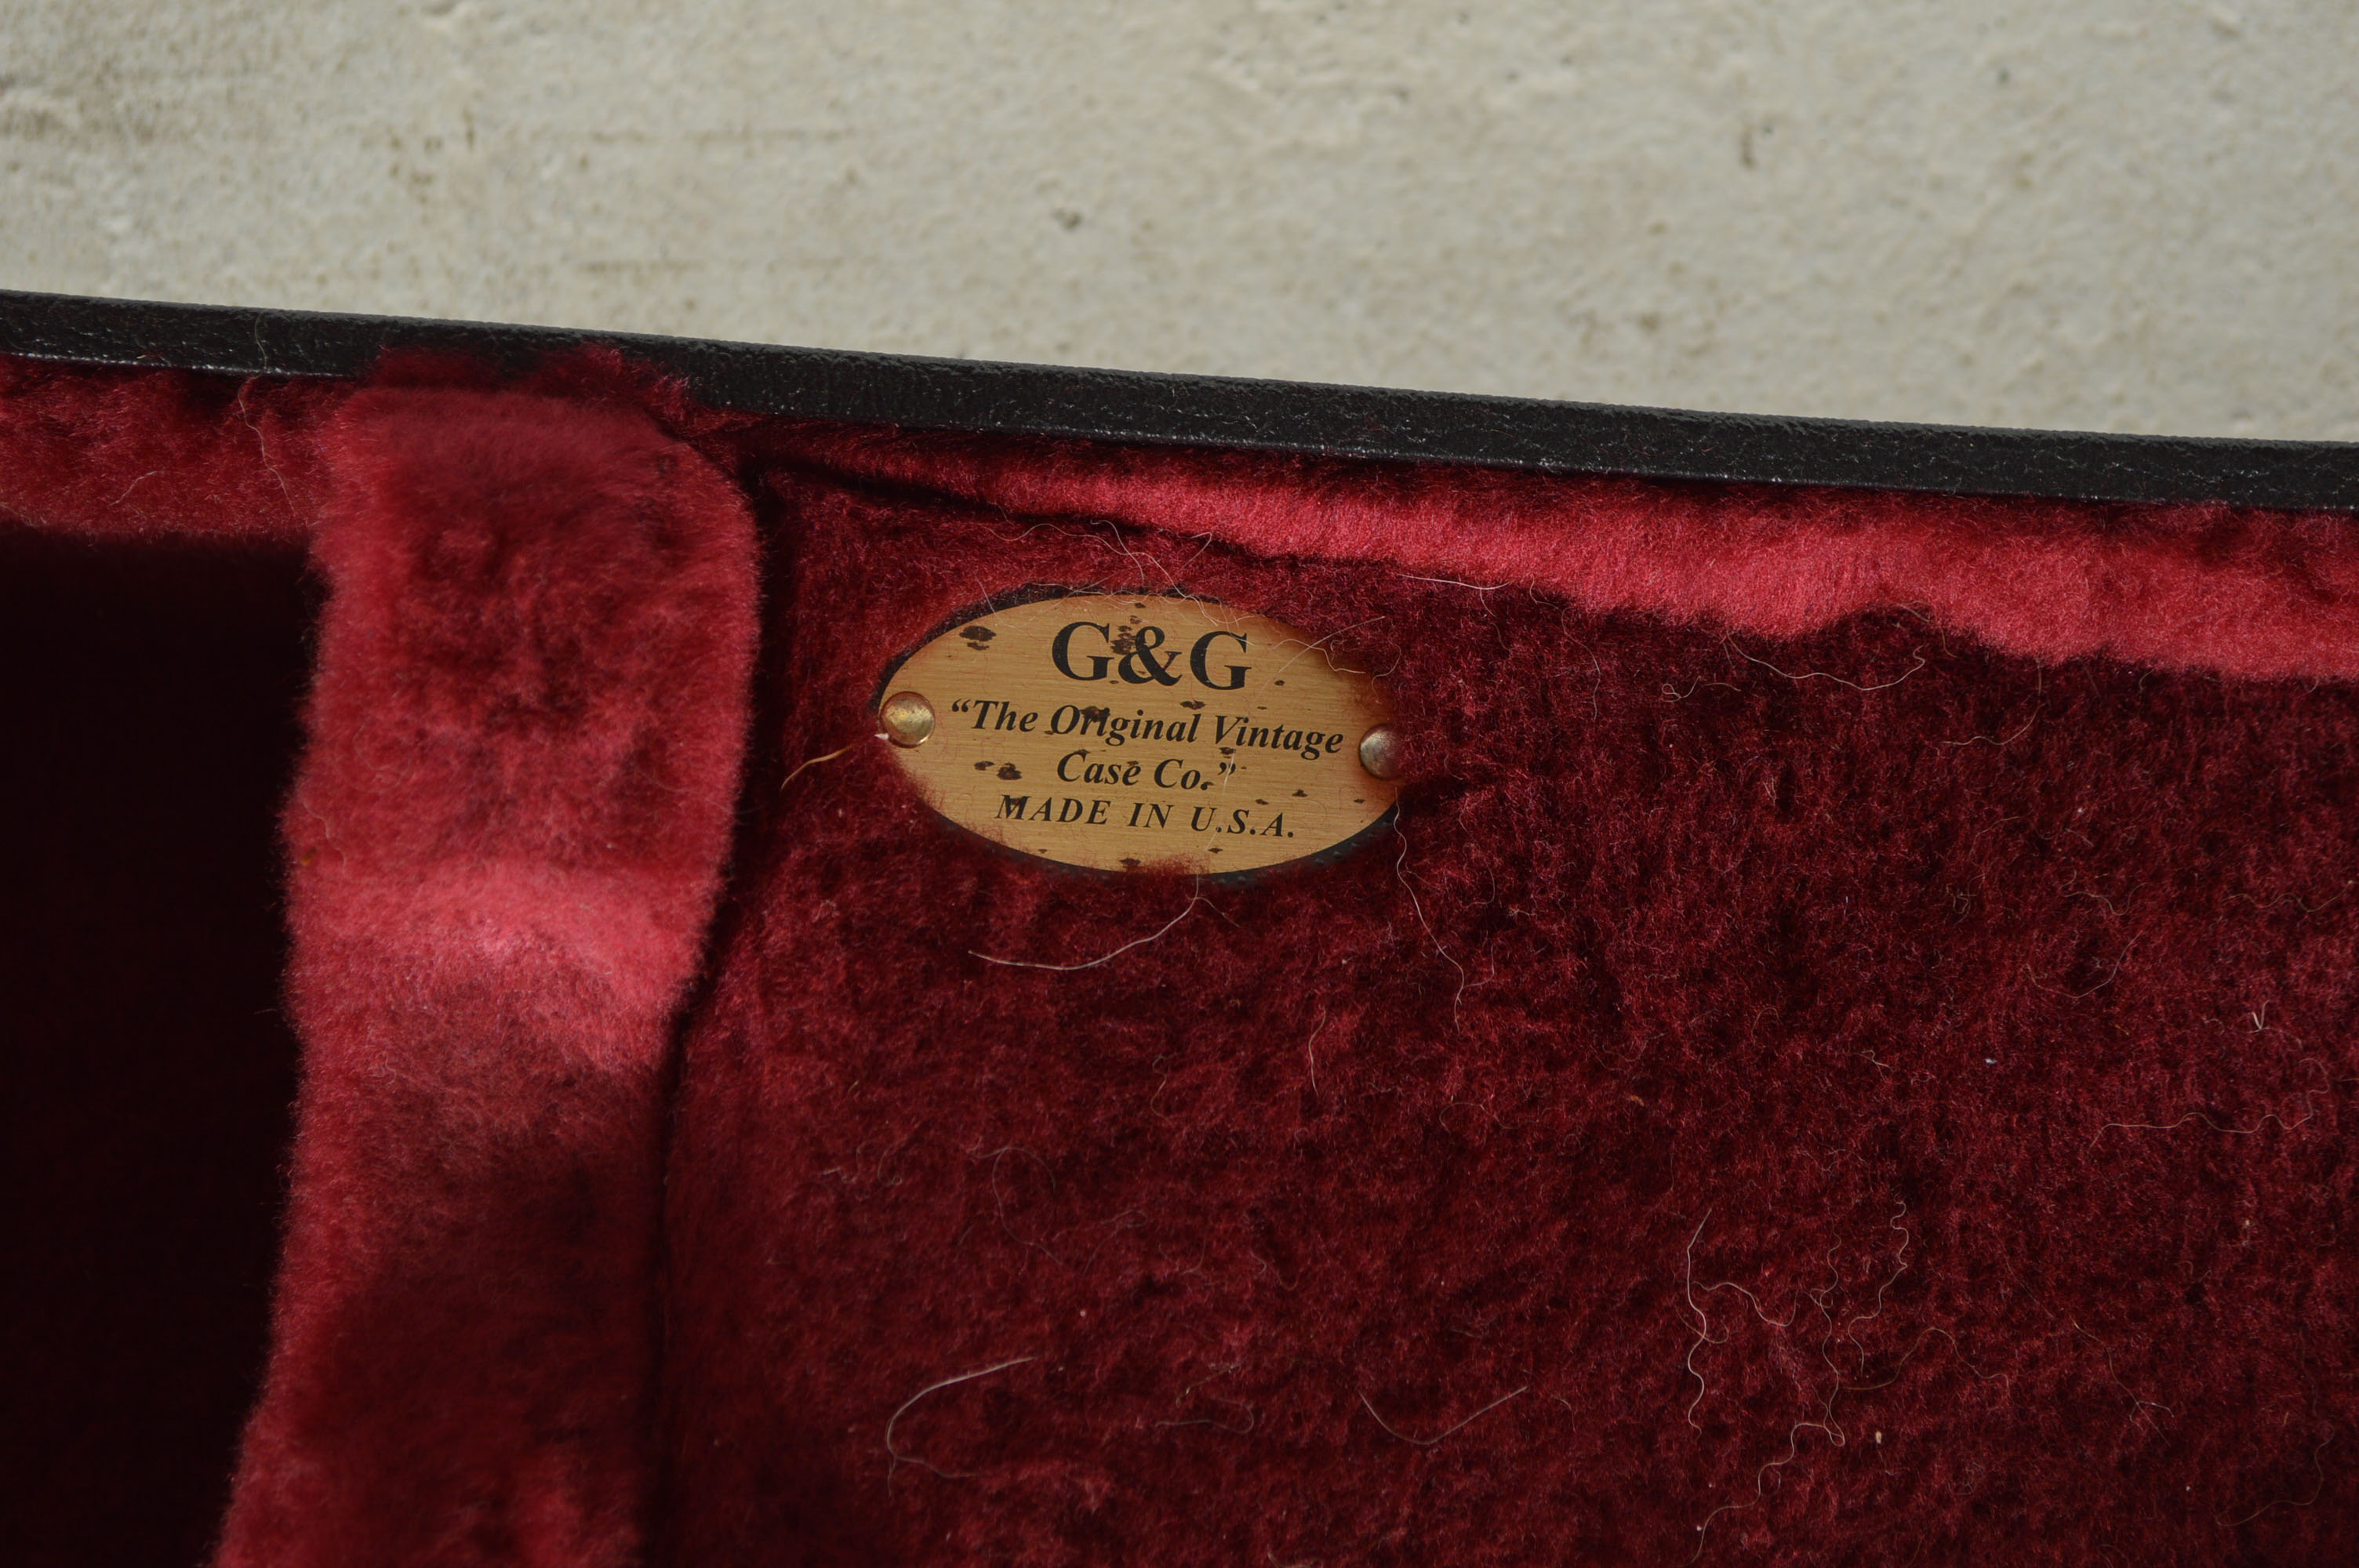 G&G
“The Original Vintage
Case Co.”
MADE IN U.S.A.